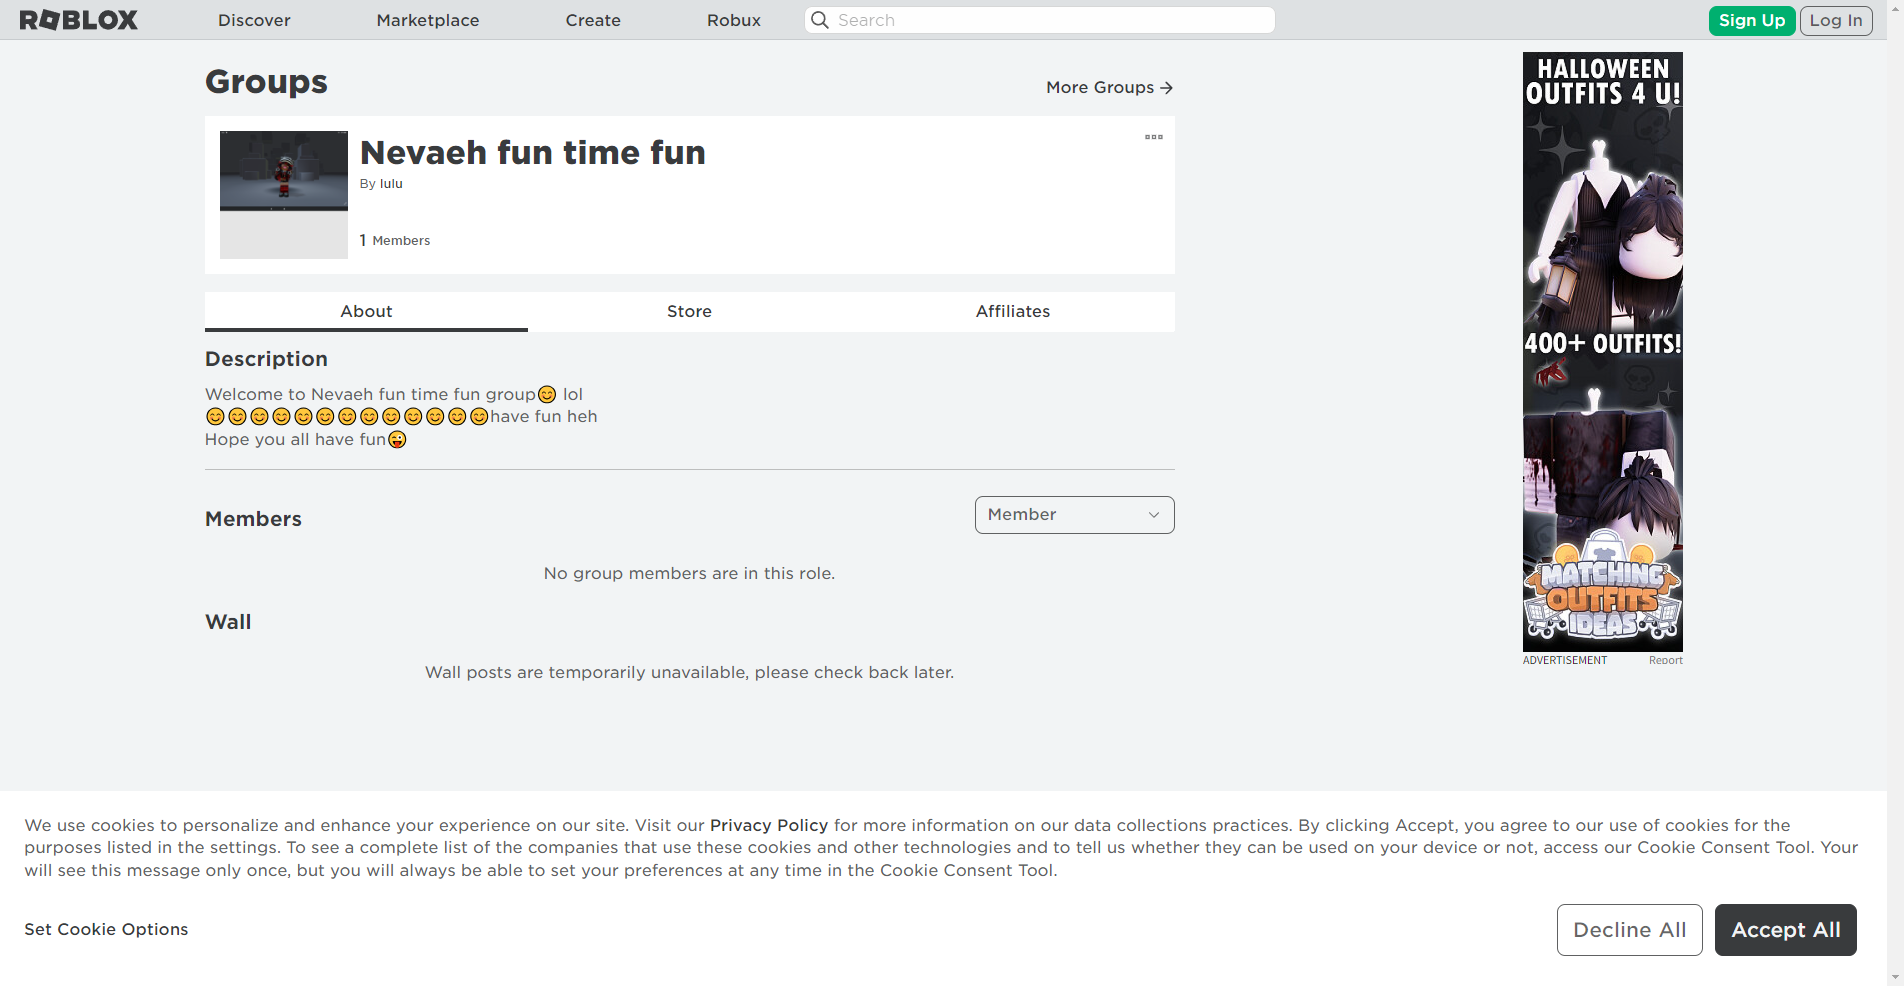 ROBLOX Discover Marketplace Create Robux Search Sign Up Log In
Groups
More Groups →
Nevaeh fun time fun
By lulu
1 Members
About Store Affiliates
Description
Welcome to Nevaeh fun time fun group😊 lol
😊😊😊😊😊😊😊😊😊😊😊😊😊have fun heh
Hope you all have fun😜
Members
Member
No group members are in this role.
Wall
Wall posts are temporarily unavailable, please check back later.
HALLOWEEN
OUTFITS 4 U!
400+ OUTFITS!
MATCHING
OUTFITS
IDEAS
ADVERTISEMENT Report
We use cookies to personalize and enhance your experience on our site. Visit our Privacy Policy for more information on our data collections practices. By clicking Accept, you agree to our use of cookies for the
purposes listed in the settings. To see a complete list of the companies that use these cookies and other technologies and to tell us whether they can be used on your device or not, access our Cookie Consent Tool. Your
will see this message only once, but you will always be able to set your preferences at any time in the Cookie Consent Tool.
Set Cookie Options
Decline All
Accept All